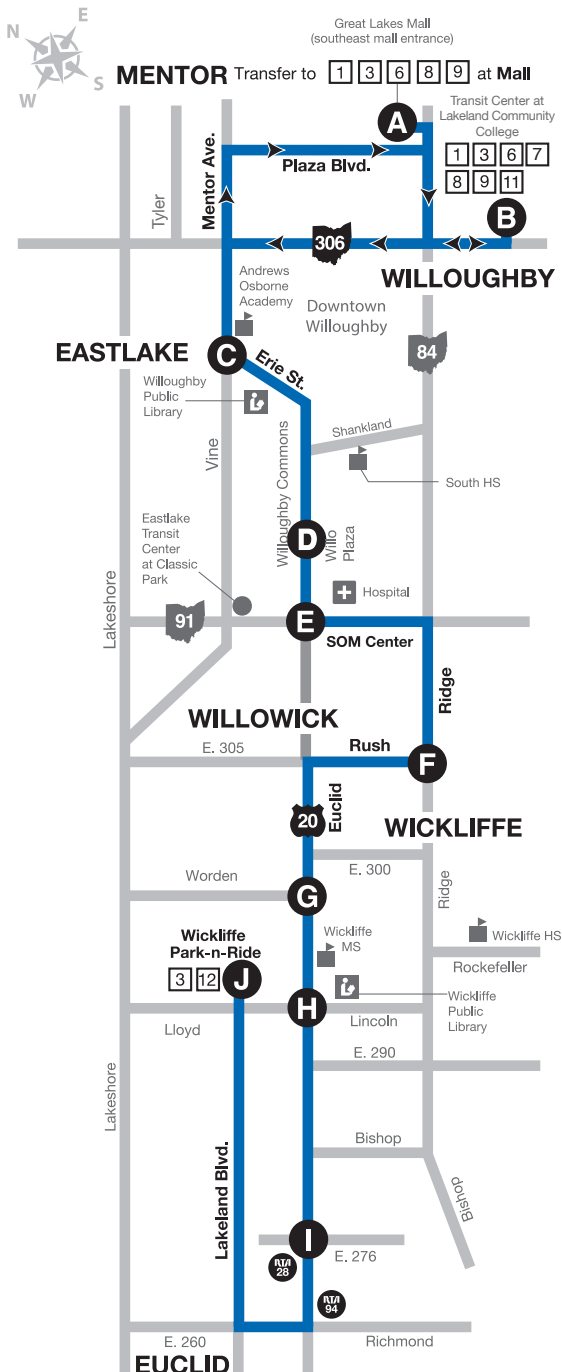 Great Lakes Mall
(southeast mall entrance)
N
E
W
S
MENTOR Transfer to 1 3 6 8 9 at Mall
A
Transit Center at
Lakeland Community
College
1 3 6 7
8 9 11
B
Mentor Ave.
Plaza Blvd.
Tyler
306
WILLOUGHBY
Andrews
Osborne
Academy
Downtown
Willoughby
EASTLAKE
C
Erie St.
84
Willoughby
Public
Library
Vine
Shankland
South HS
Willoughby Commons
Eastlake
Transit
Center
at Classic
Park
D
Willo
Plaza
Lakeshore
Hospital
91
E
SOM Center
Ridge
WILLOWICK
E. 305
Rush
F
20
Euclid
WICKLIFFE
E. 300
Worden
G
Ridge
Wickliffe
Park-n-Ride
3 12
J
Wickliffe
MS
Wickliffe HS
Rockefeller
H
Wickliffe
Public
Library
Lloyd
Lincoln
E. 290
Lakeshore
Bishop
Bishop
Lakeland Blvd.
I
E. 276
RTA
28
RTA
94
E. 260
Richmond
EUCLID